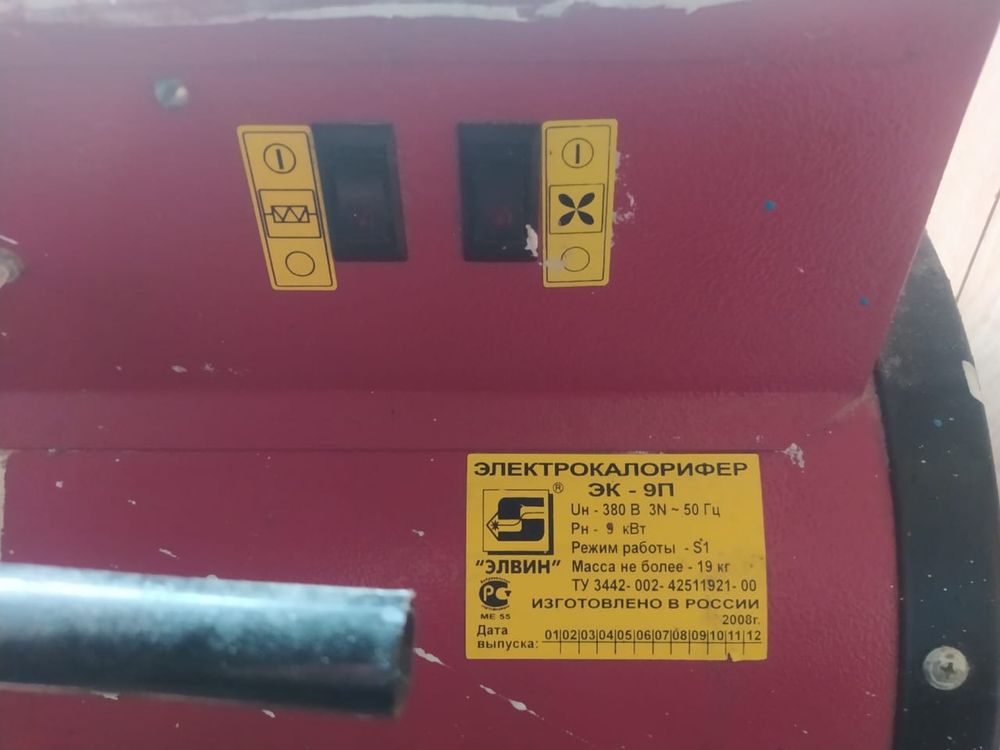 ЭЛЕКТРОКАЛОРИФЕР
ЭК - 9П
®
Uн - 380 В 3N ~ 50 Гц
Рн - 9 кВт
Режим работы - S1
"ЭЛВИН" Масса не более - 19 кг
ТУ 3442- 002- 42511921- 00
РС
ИЗГОТОВЛЕНО В РОССИИ
МЕ 55
2008г.
Дата
выпуска: 01|02|03|04|05|06|07|08|09|10|11|12